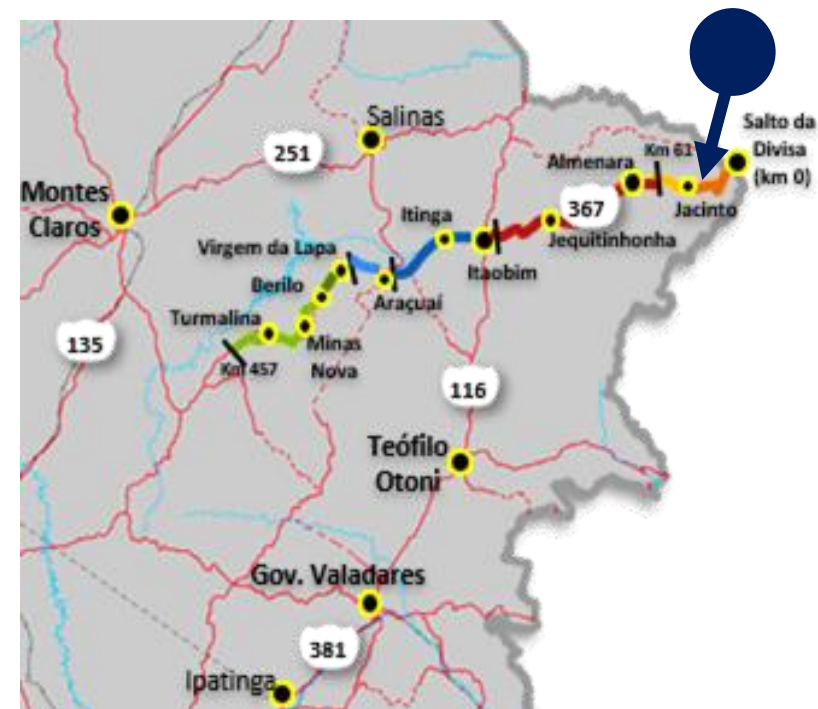 Salinas
Salto da
Divisa
(km 0)
251
Km 61
Almenara
Montes
Claros
367
Jacinto
Itinga
Jequitinhonha
Virgem da Lapa
Itaobim
Berilo
Araçuaí
Turmalina
135
Minas
Nova
Km 457
116
Teófilo
Otoni
Gov. Valadares
381
Ipatinga